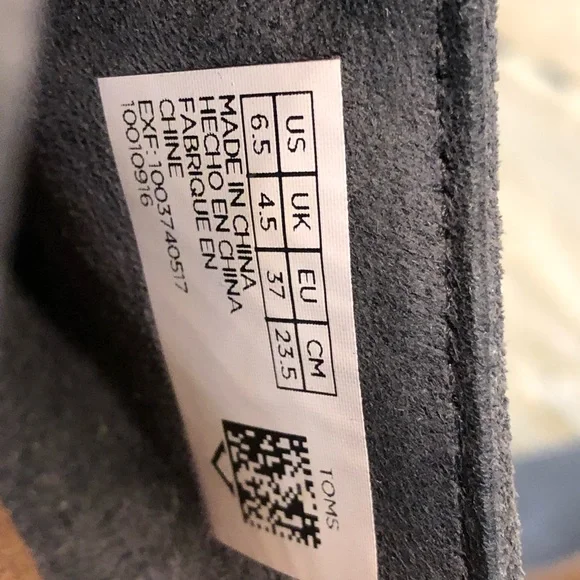 US UK EU CM
6.5 4.5 37 23.5
MADE IN CHINA
HECHO EN CHINA
FABRIQUE EN
CHINE
EXF: 1003740517
10010916
TOMS